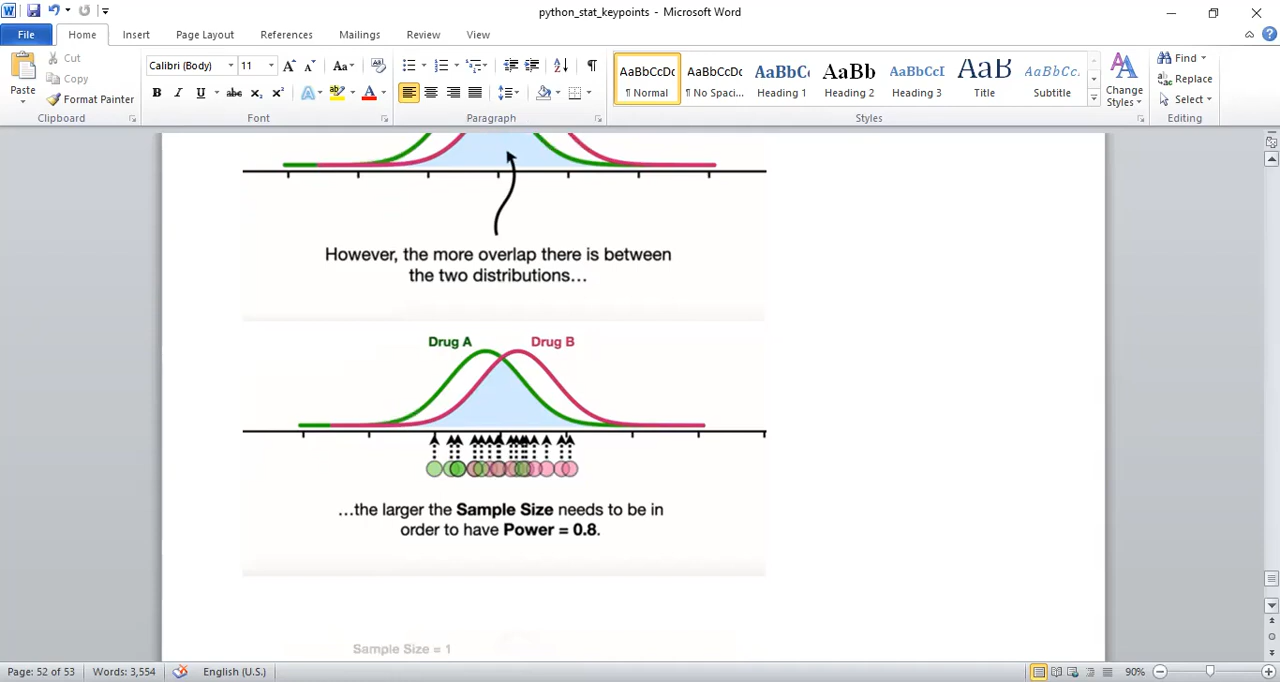 python_stat_keypoints - Microsoft Word
File Home Insert Page Layout References Mailings Review View
Paste
Cut
Copy
Format Painter
Clipboard
Calibri (Body) 11
Font
Paragraph
AaBbCcDc AaBbCcDc AaBbC AaBb AaBbCcI AaB AaBbCc.
¶ Normal ¶ No Spaci... Heading 1 Heading 2 Heading 3 Title Subtitle
Change
Styles
Styles
Find
Replace
Select
Editing
However, the more overlap there is between
the two distributions…
Drug A Drug B
…the larger the Sample Size needs to be in
order to have Power = 0.8.
Sample Size = 1
Page: 52 of 53 Words: 3,554 English (U.S.) 90%